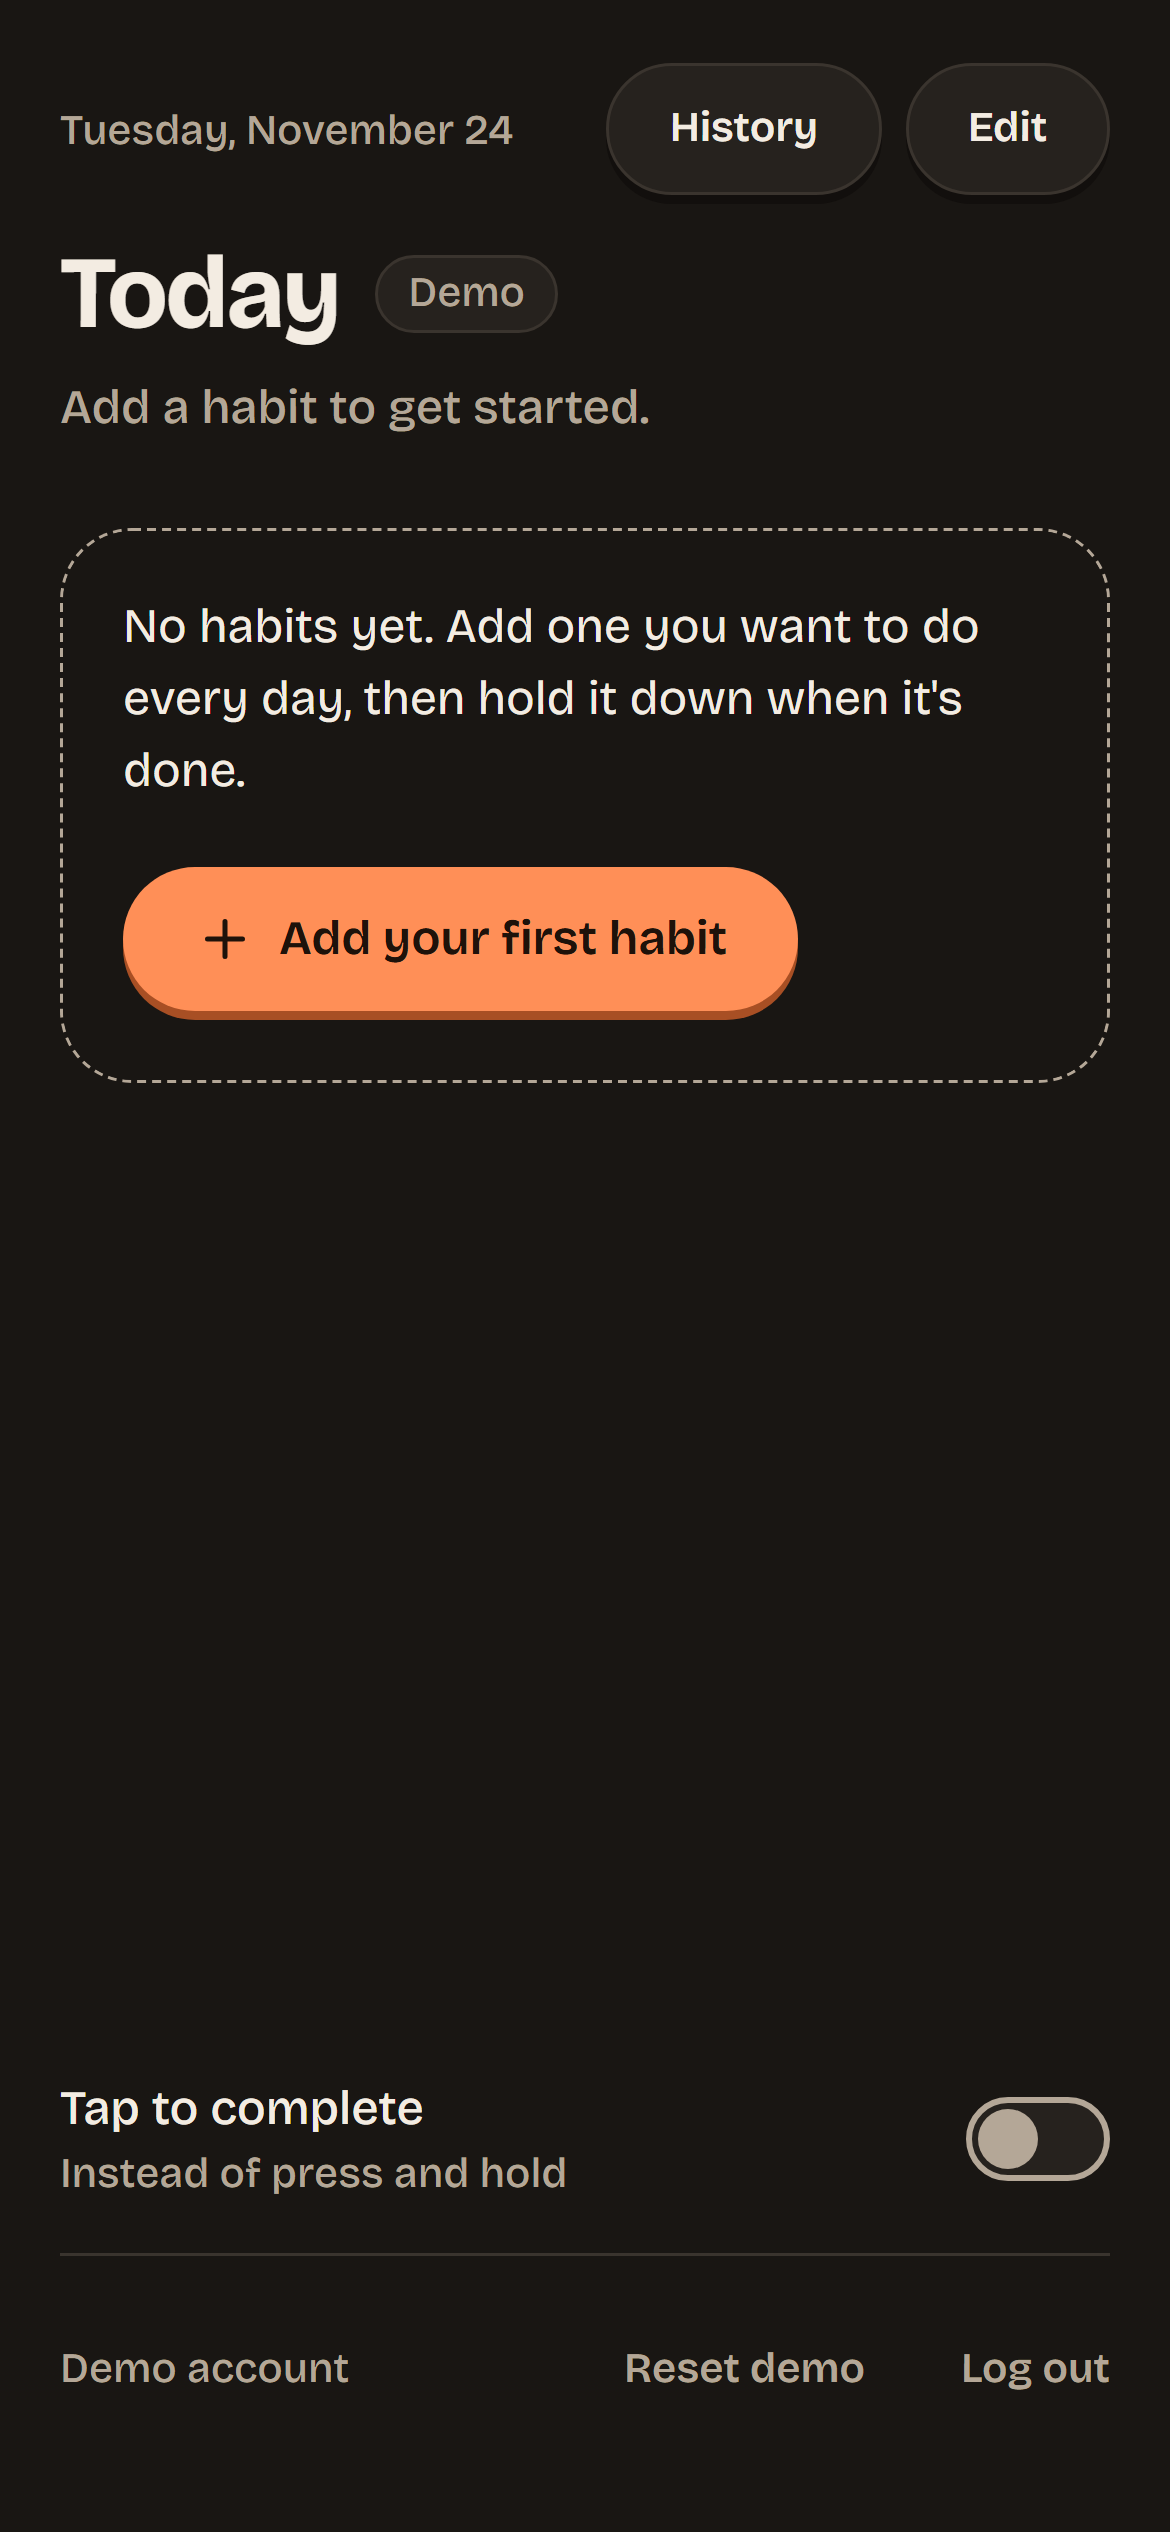 Tuesday, November 24
History
Edit
Today
Demo
Add a habit to get started.
No habits yet. Add one you want to do
every day, then hold it down when it's
done.
Add your first habit
Tap to complete
Instead of press and hold
Demo account
Reset demo
Log out